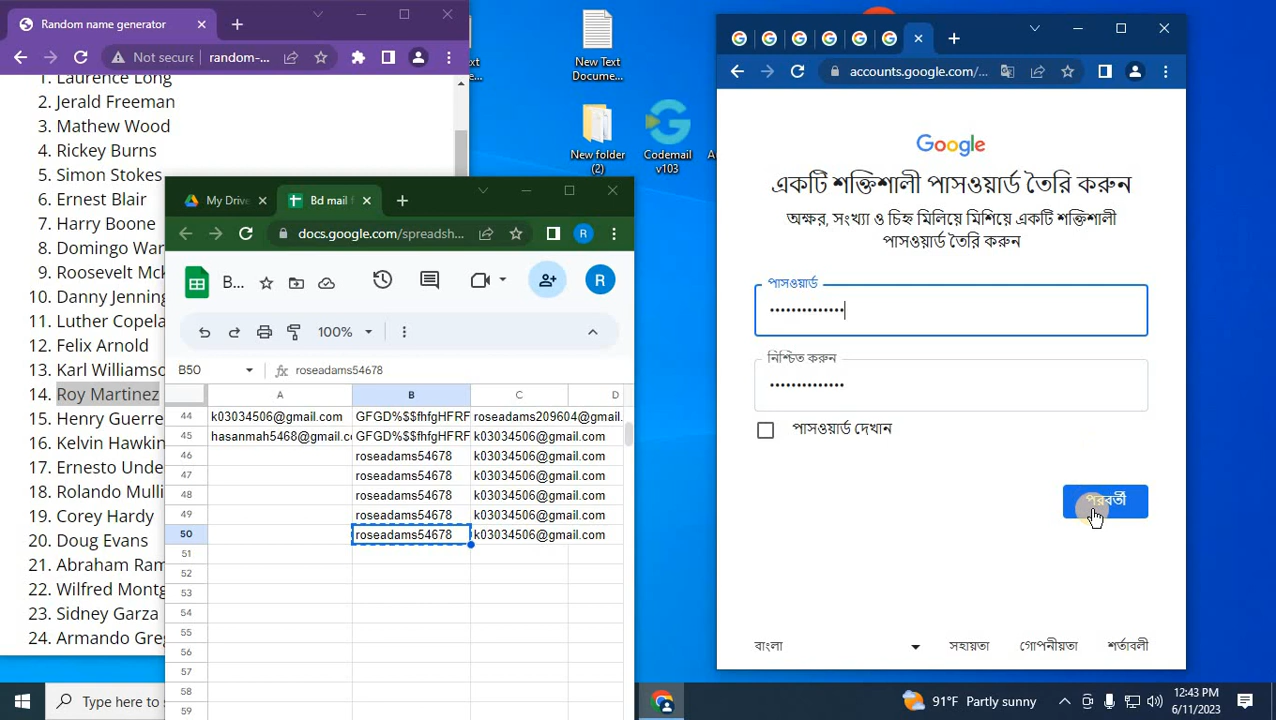 Random name generator
Not secure
random-...
1. Laurence Long
2. Jerald Freeman
3. Mathew Wood
4. Rickey Burns
5. Simon Stokes
6. Ernest Blair
7. Harry Boone
8. Domingo War
9. Roosevelt Mck
10. Danny Jenning
11. Luther Copela
12. Felix Arnold
13. Karl Williamso
14. Roy Martinez
15. Henry Guerre
16. Kelvin Hawkin
17. Ernesto Unde
18. Rolando Mulli
19. Corey Hardy
20. Doug Evans
21. Abraham Ram
22. Wilfred Montg
23. Sidney Garza
24. Armando Gre
New Text
Docume...
New folder
(2)
Codemail
v103
My Drive
Bd mail
docs.google.com/spreadsh...
R
B...
R
100%
B50
fx roseadams54678
A B C D
44 k03034506@gmail.com GFGD%$$fhfgHFRF roseadams209604@gmail.
45 hasanmah5468@gmail.c GFGD%$$fhfgHFRF k03034506@gmail.com
46 roseadams54678 k03034506@gmail.com
47 roseadams54678 k03034506@gmail.com
48 roseadams54678 k03034506@gmail.com
49 roseadams54678 k03034506@gmail.com
50 roseadams54678 k03034506@gmail.com
51
52
53
54
55
56
57
58
59
accounts.google.com/...
Google
একটি শক্তিশালী পাসওয়ার্ড তৈরি করুন
অক্ষর, সংখ্যা ও চিহ্ন মিলিয়ে মিশিয়ে একটি শক্তিশালী
পাসওয়ার্ড তৈরি করুন
পাসওয়ার্ড
নিশ্চিত করুন
পাসওয়ার্ড দেখান
পরবর্তী
বাংলা
সহায়তা
গোপনীয়তা
শর্তাবলী
Type here to
91°F Partly sunny
12:43 PM
6/11/2023